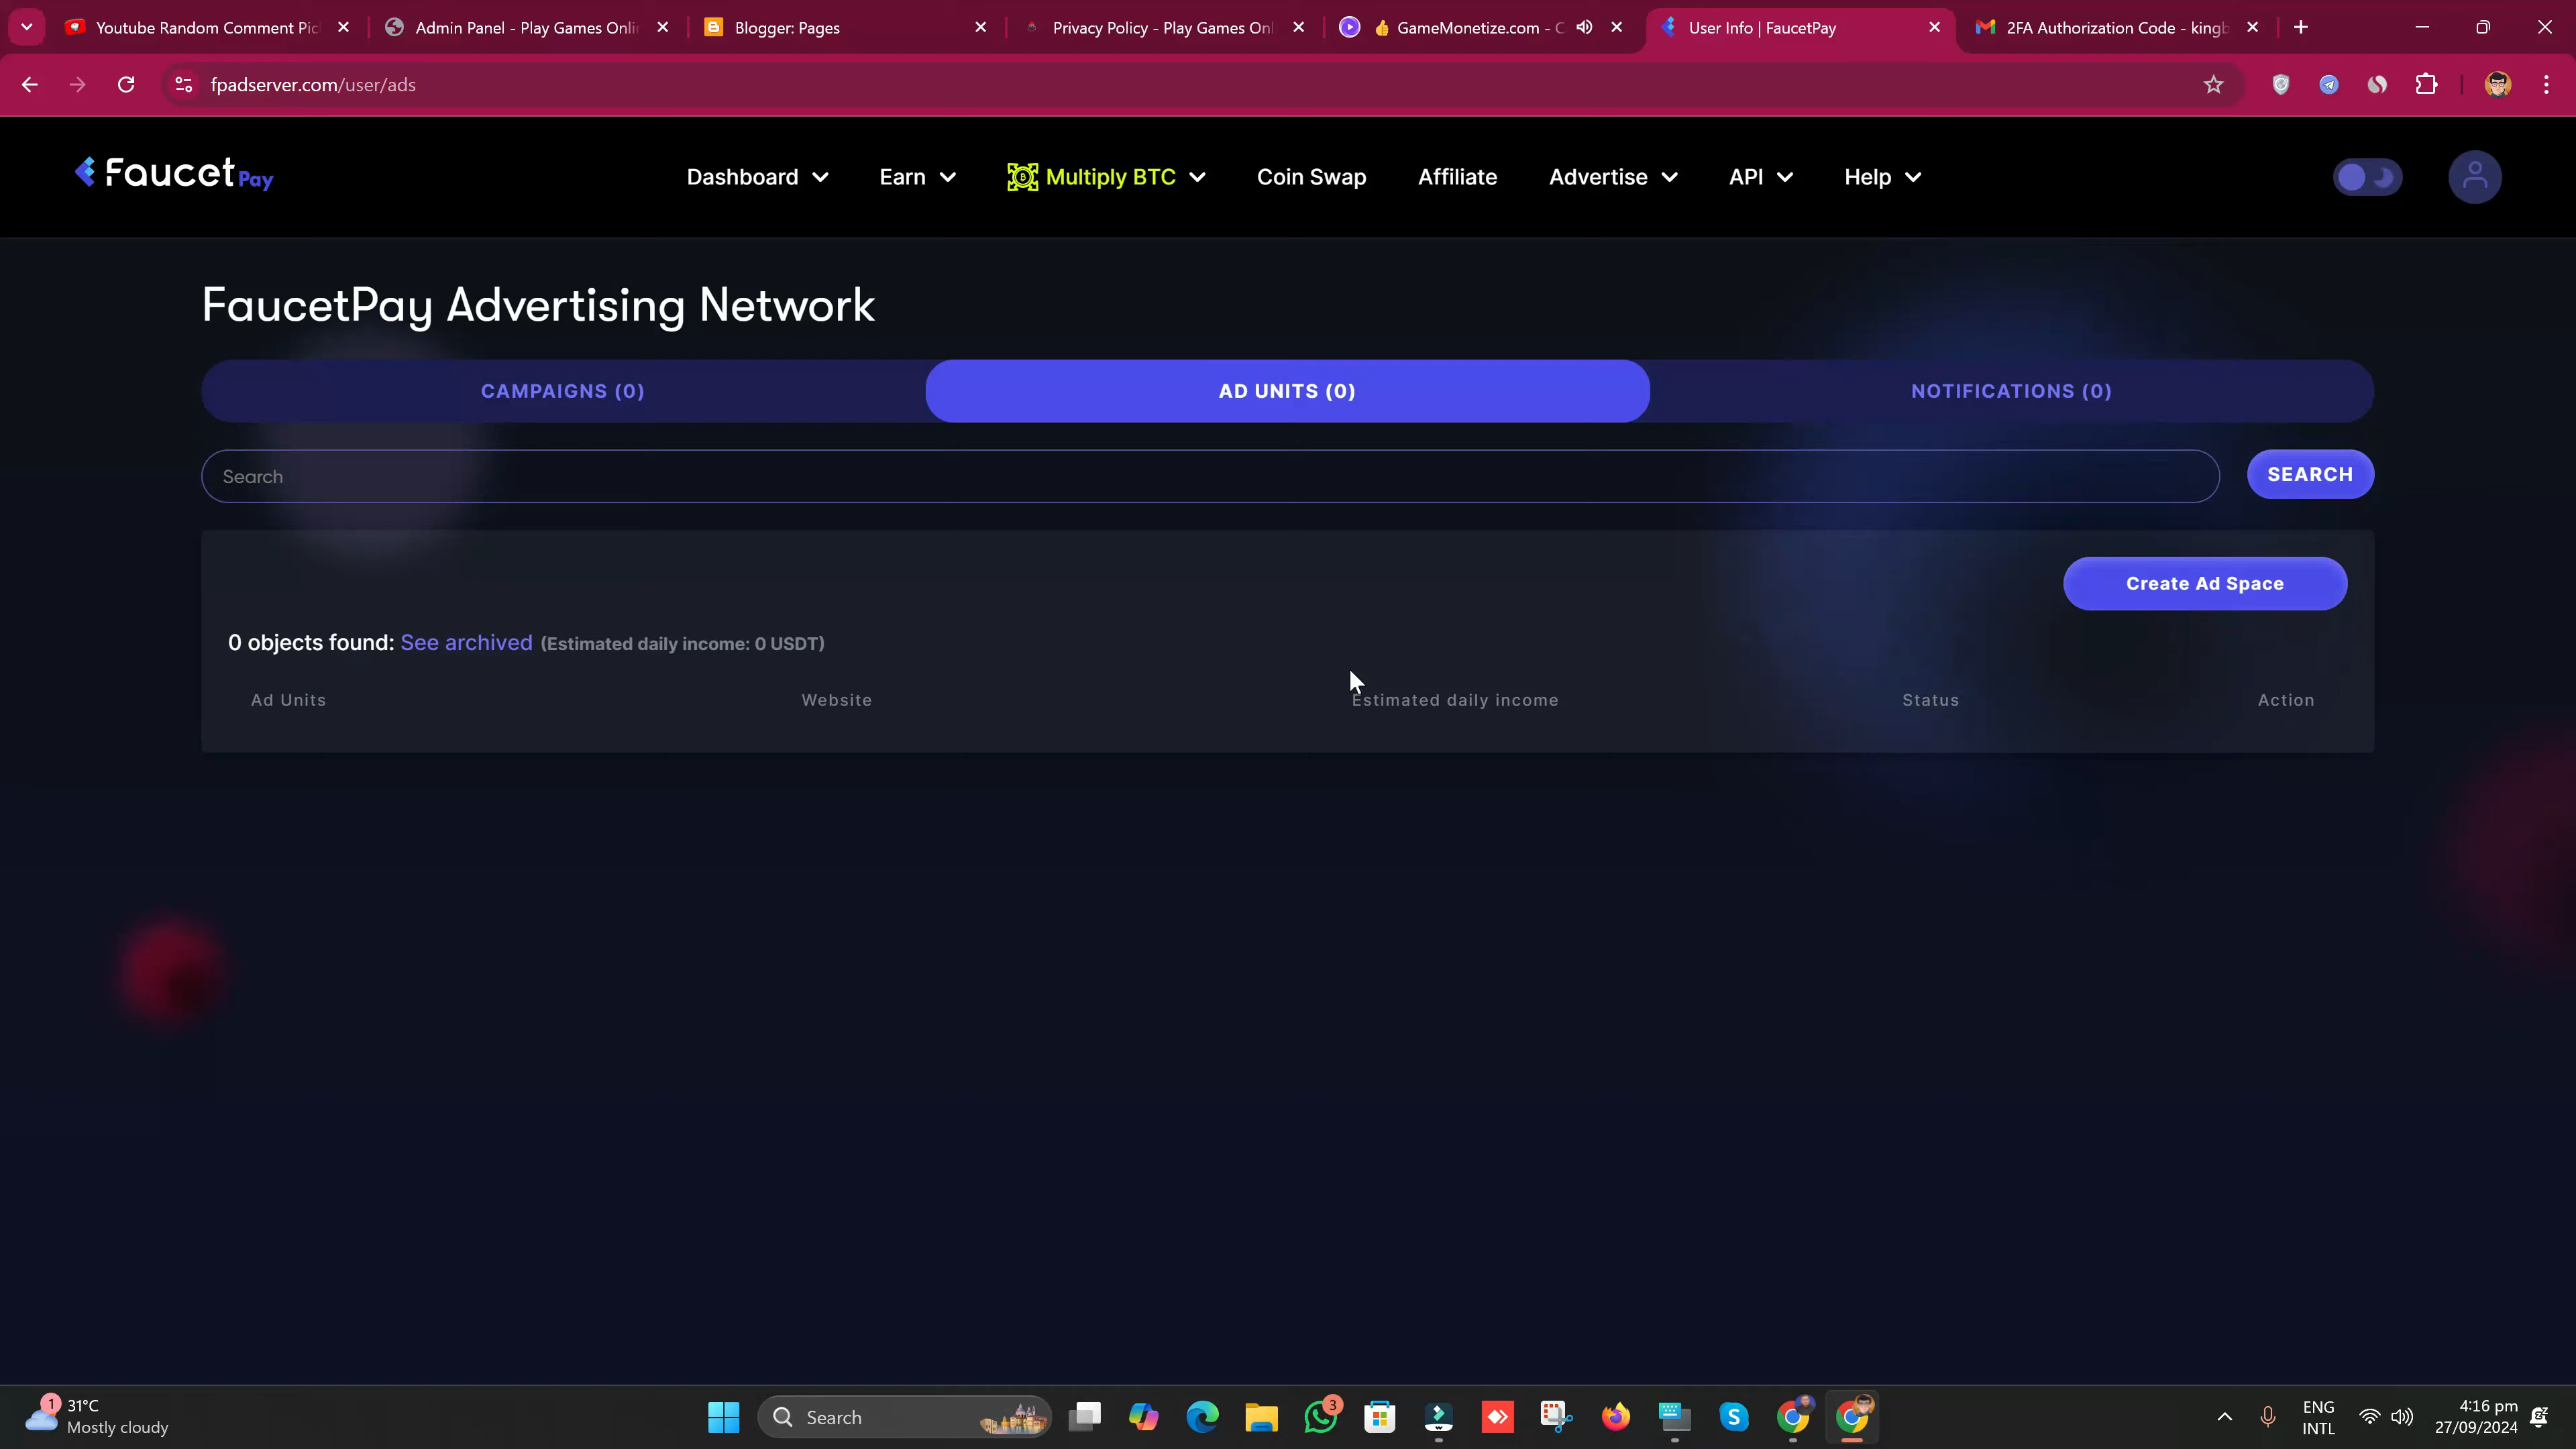 Youtube Random Comment Pic
Admin Panel - Play Games Onli
Blogger: Pages
Privacy Policy - Play Games Onl
GameMonetize.com - C
User Info | FaucetPay
2FA Authorization Code - kingb
fpadserver.com/user/ads
Faucet Pay
Dashboard
Earn
Multiply BTC
Coin Swap
Affiliate
Advertise
API
Help
FaucetPay Advertising Network
CAMPAIGNS (0)
AD UNITS (0)
NOTIFICATIONS (0)
Search
SEARCH
Create Ad Space
0 objects found: See archived (Estimated daily income: 0 USDT)
Ad Units
Website
Estimated daily income
Status
Action
1
31°C
Mostly cloudy
Search
3
ENG
INTL
4:16 pm
27/09/2024